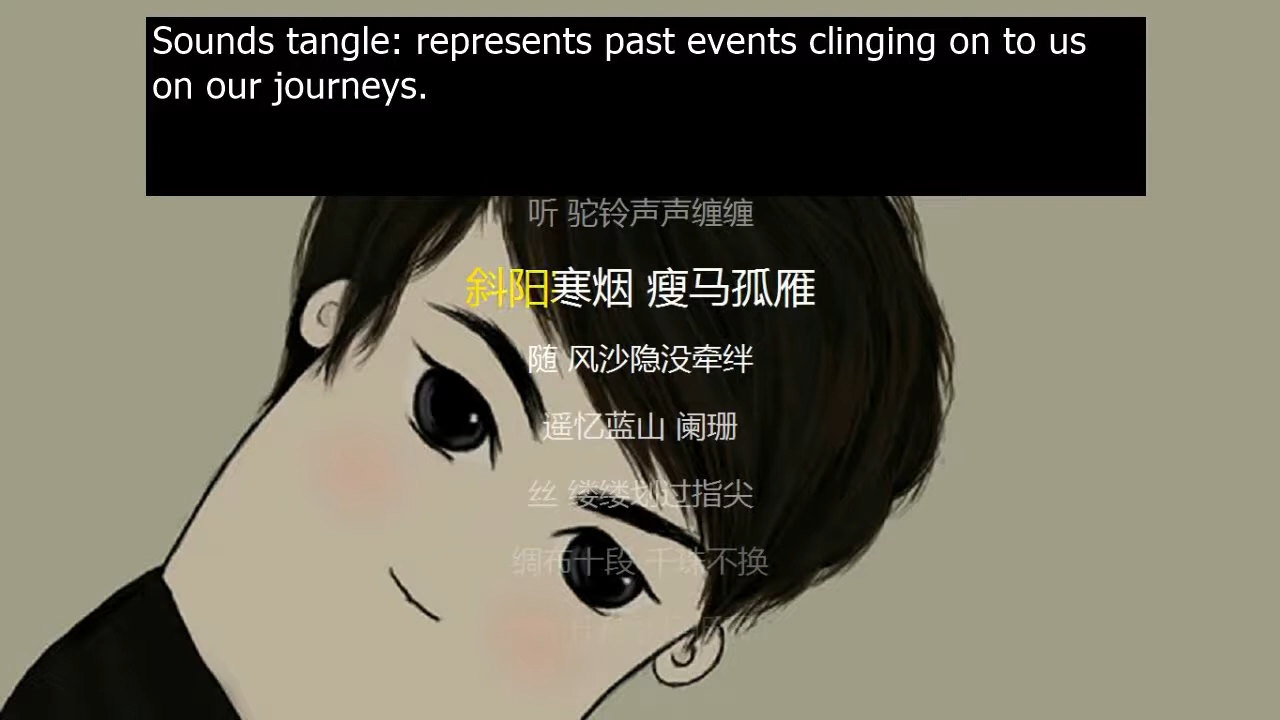 Sounds tangle: represents past events clinging on to us
on our journeys.
听 驼铃声声缠缠
斜阳寒烟 瘦马孤雁
随 风沙隐没牵绊
遥忆蓝山 阑珊
丝 缕缕划过指尖
绸布十段 千珠不换